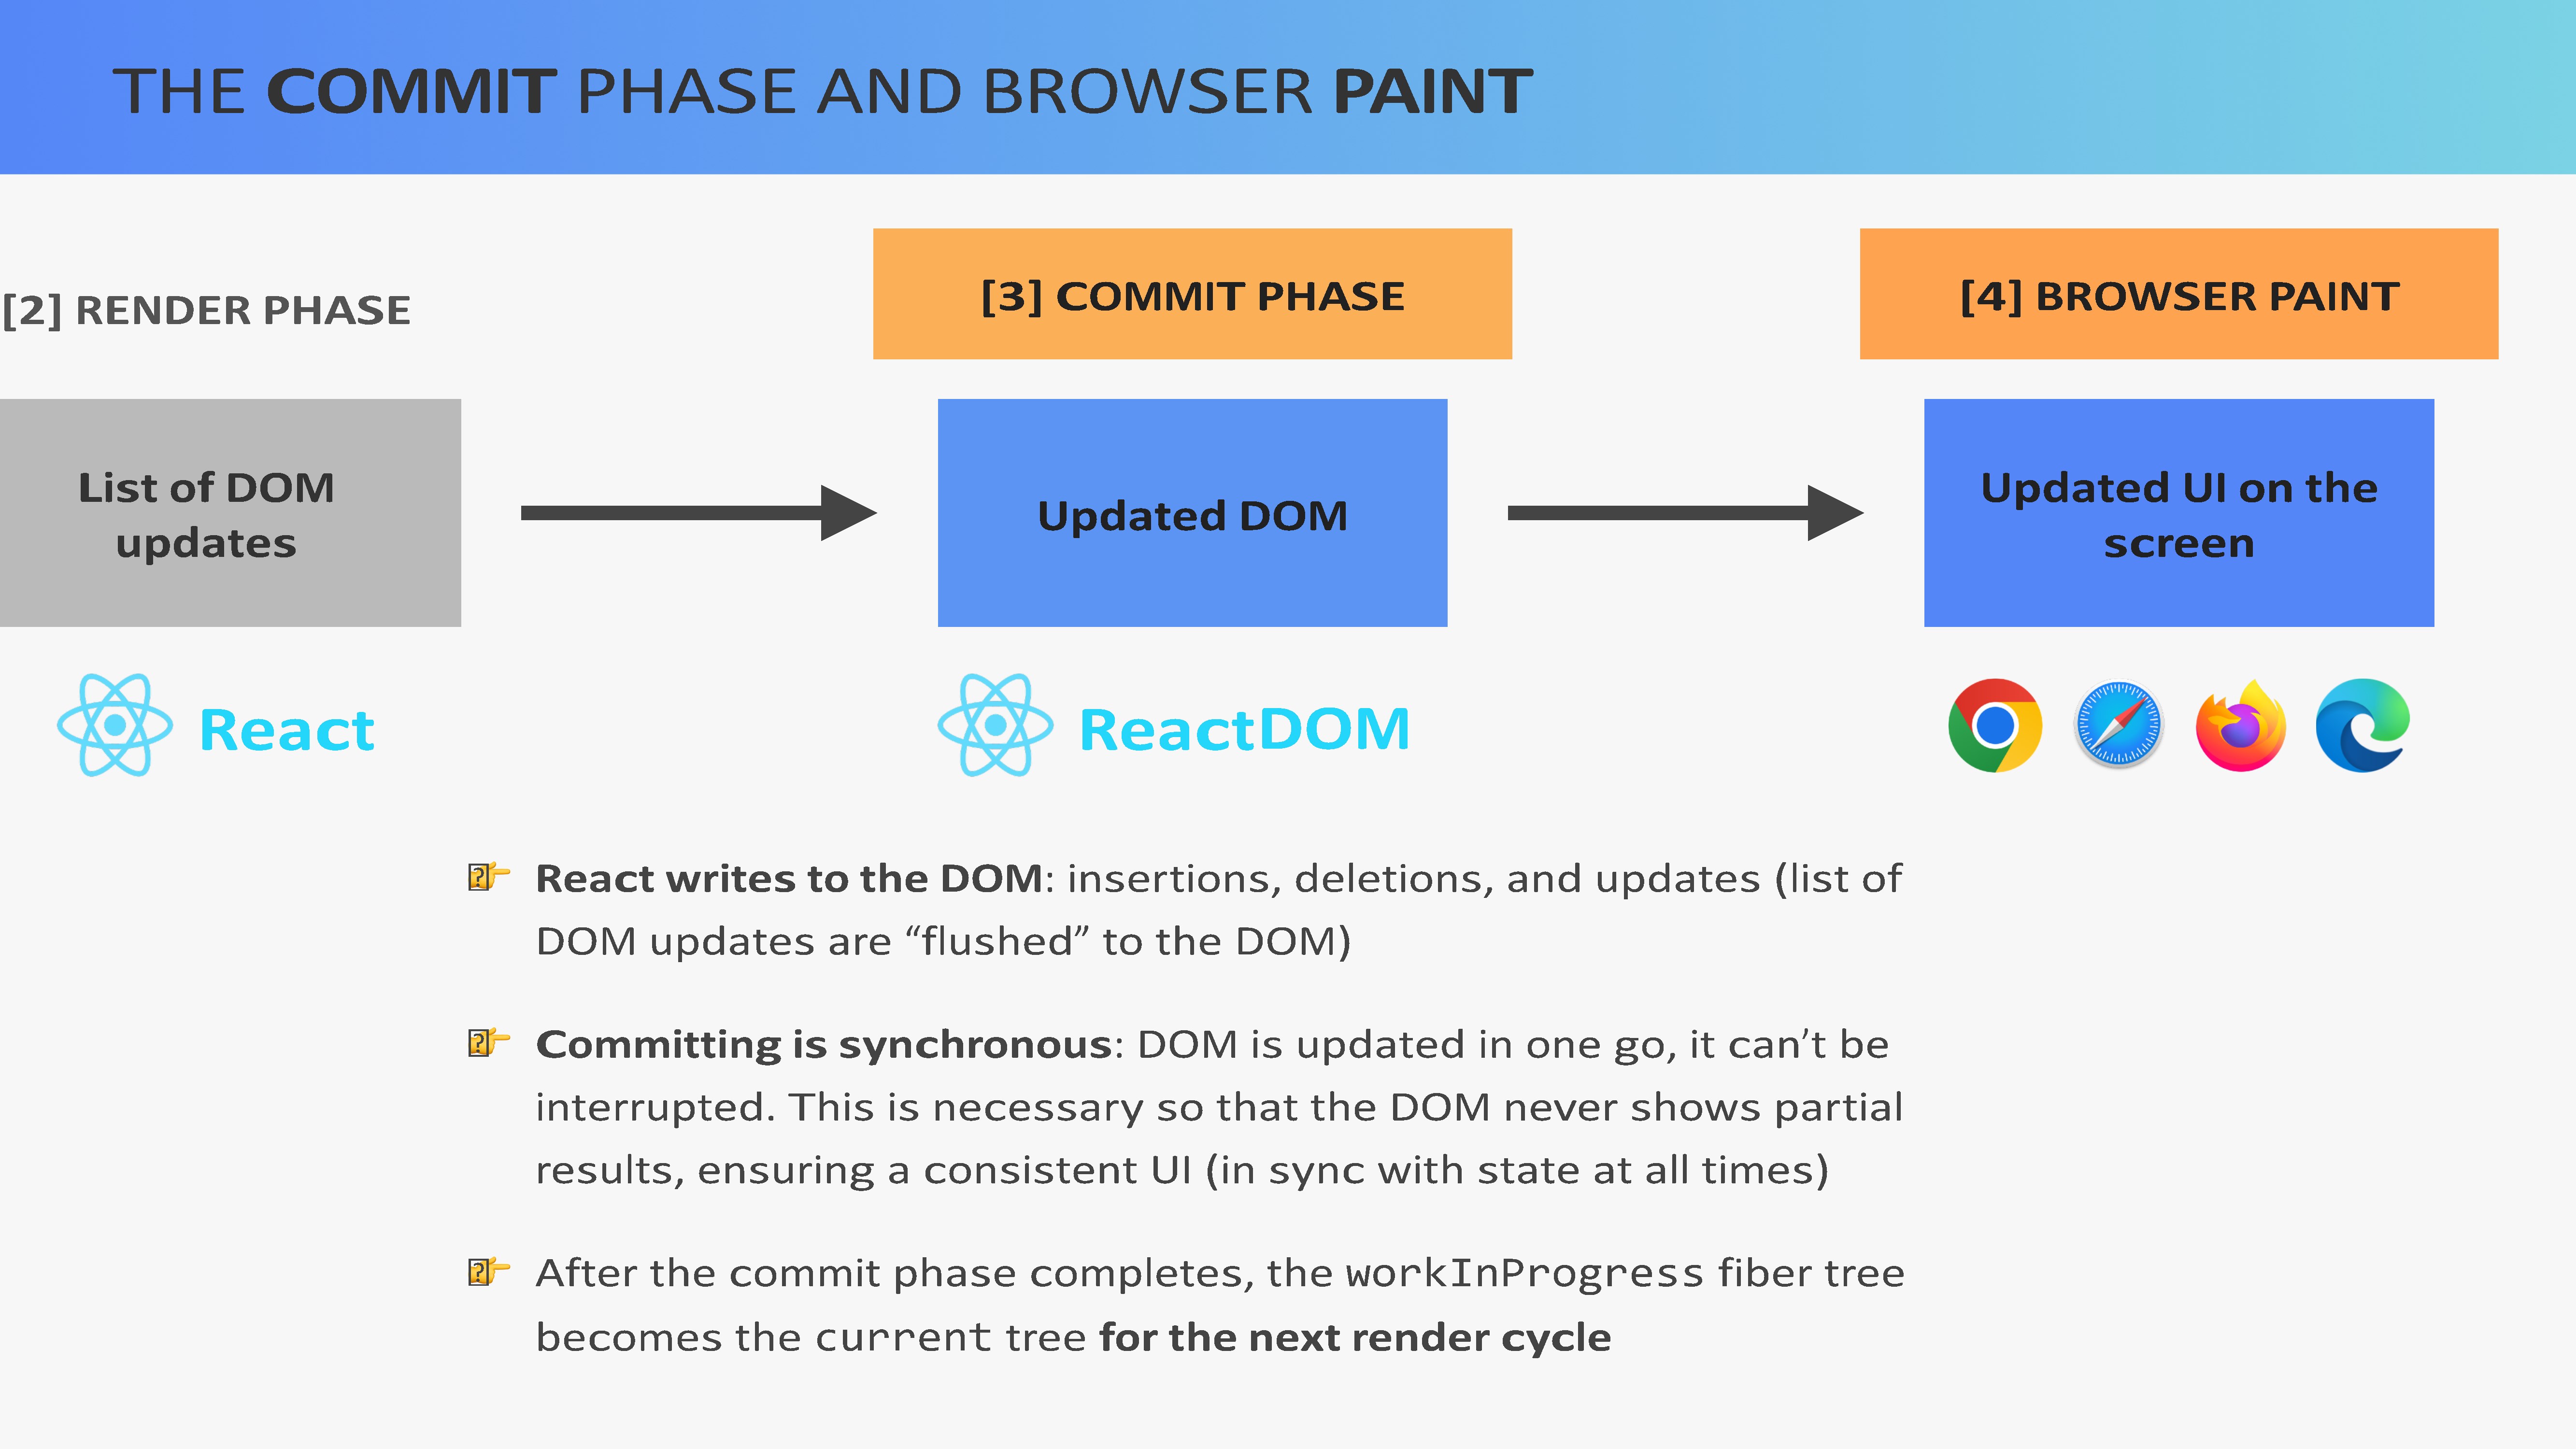 THE COMMIT PHASE AND BROWSER PAINT
[2] RENDER PHASE
[3] COMMIT PHASE
[4] BROWSER PAINT
List of DOM
updates
Updated DOM
Updated UI on the
screen
React
ReactDOM
React writes to the DOM: insertions, deletions, and updates (list of
DOM updates are “flushed” to the DOM)
Committing is synchronous: DOM is updated in one go, it can’t be
interrupted. This is necessary so that the DOM never shows partial
results, ensuring a consistent UI (in sync with state at all times)
After the commit phase completes, the workInProgress fiber tree
becomes the current tree for the next render cycle